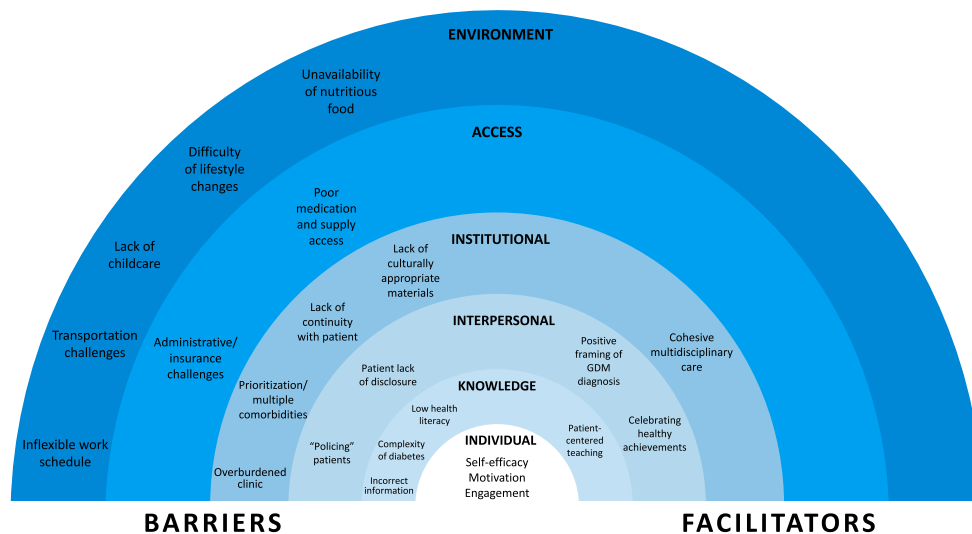 ENVIRONMENT
Unavailability
of nutritious
food
Difficulty
of lifestyle
changes
Lack of
childcare
Transportation
challenges
Inflexible work
schedule
ACCESS
Poor
medication
and supply
access
Administrative/
insurance
challenges
INSTITUTIONAL
Lack of
culturally
appropriate
materials
Lack of
continuity
with patient
Prioritization/
multiple
comorbidities
Overburdened
clinic
Cohesive
multidisciplinary
care
INTERPERSONAL
Patient lack
of disclosure
“Policing”
patients
Positive
framing of
GDM
diagnosis
Celebrating
healthy
achievements
KNOWLEDGE
Low health
literacy
Complexity
of diabetes
Incorrect
information
Patient-
centered
teaching
INDIVIDUAL
Self-efficacy
Motivation
Engagement
BARRIERS
FACILITATORS